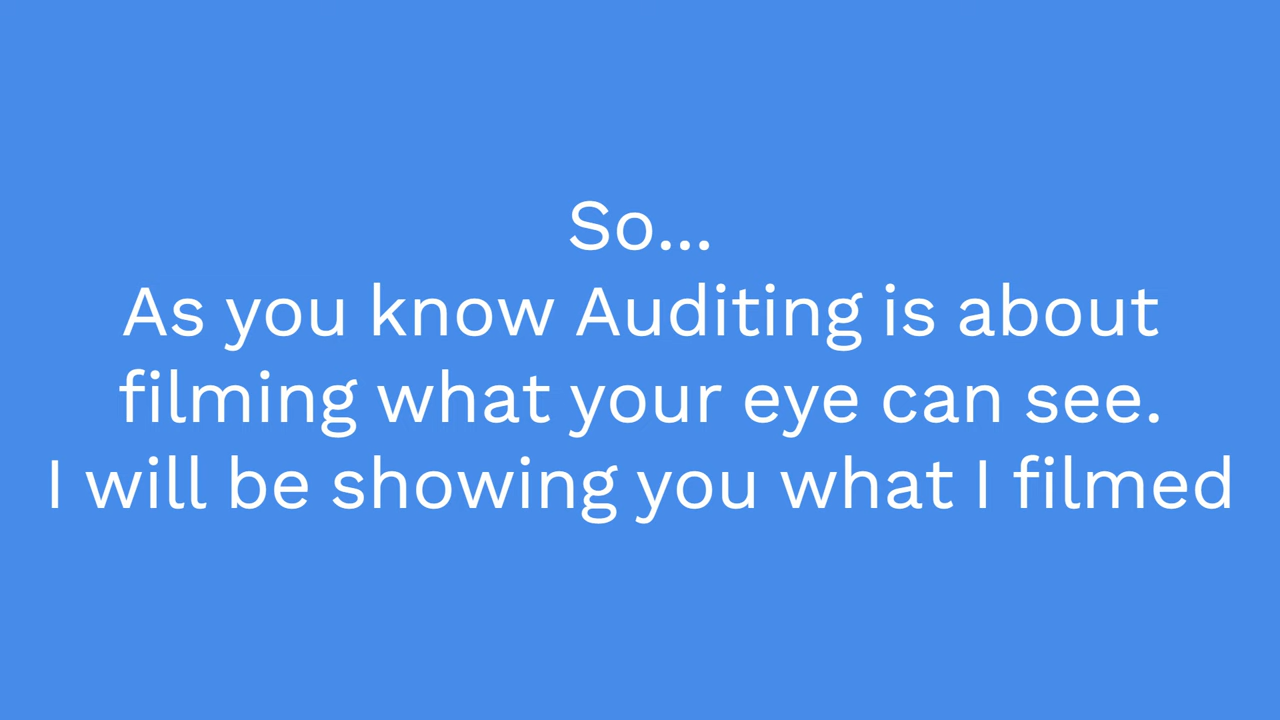 So...
As you know Auditing is about
filming what your eye can see.
I will be showing you what I filmed